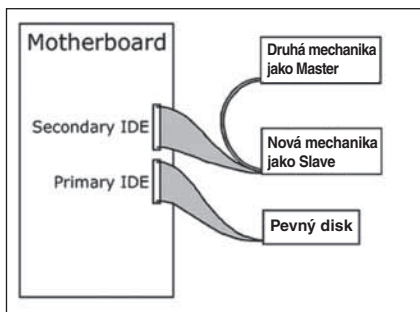 Motherboard
Secondary IDE
Primary IDE
Druhá mechanika
jako Master
Nová mechanika
jako Slave
Pevný disk